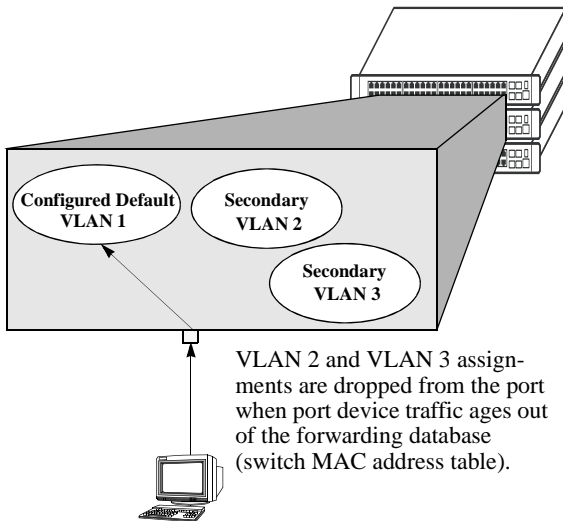 Configured Default
VLAN 1
Secondary
VLAN 2
Secondary
VLAN 3
VLAN 2 and VLAN 3 assign-
ments are dropped from the port
when port device traffic ages out
of the forwarding database
(switch MAC address table).